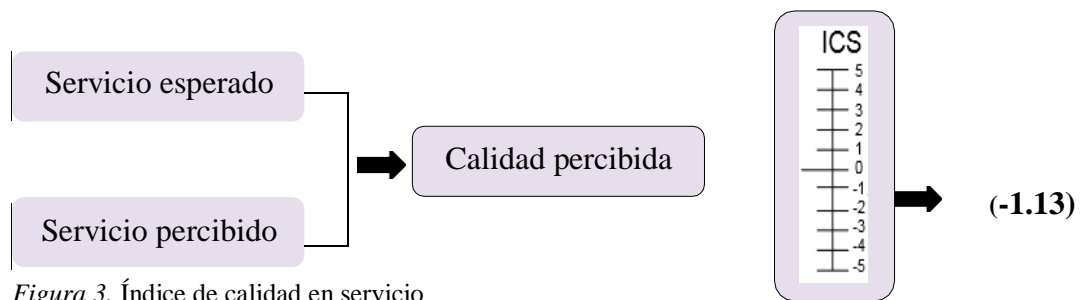 Servicio esperado
Servicio percibido
Calidad percibida
ICS
5
4
3
2
1
0
-1
-2
-3
-4
-5
(-1.13)
Figura 3. Índice de calidad en servicio